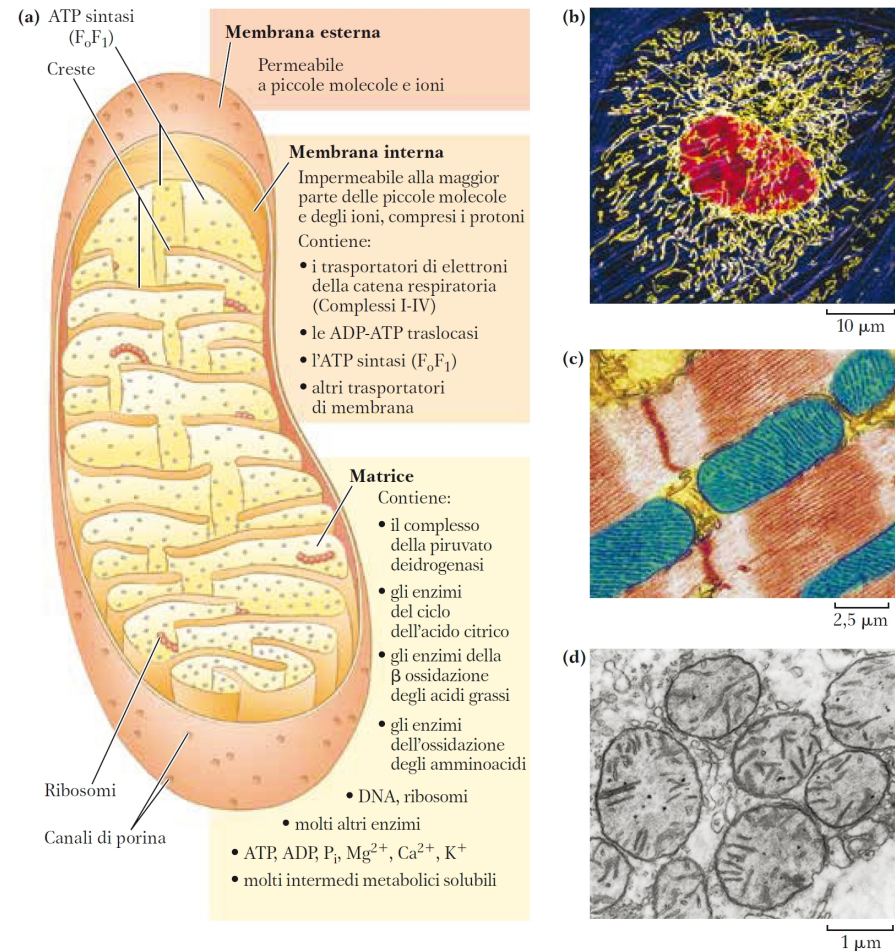 (a)
ATP sintasi
(FoF1)
Creste
Membrana esterna
Permeabile
a piccole molecole e ioni
Membrana interna
Impermeabile alla maggior
parte delle piccole molecole
e degli ioni, compresi i protoni
Contiene:
• i trasportatori di elettroni
della catena respiratoria
(Complessi I-IV)
• le ADP-ATP traslocasi
• l'ATP sintasi (FoF1)
• altri trasportatori
di membrana
Matrice
Contiene:
• il complesso
della piruvato
deidrogenasi
• gli enzimi
del ciclo
dell'acido citrico
• gli enzimi della
β ossidazione
degli acidi grassi
• gli enzimi
dell'ossidazione
degli amminoacidi
• DNA, ribosomi
• molti altri enzimi
• ATP, ADP, Pi, Mg2+, Ca2+, K+
• molti intermedi metabolici solubili
Ribosomi
Canali di porina
(b)
10 μm
(c)
2,5 μm
(d)
1 μm